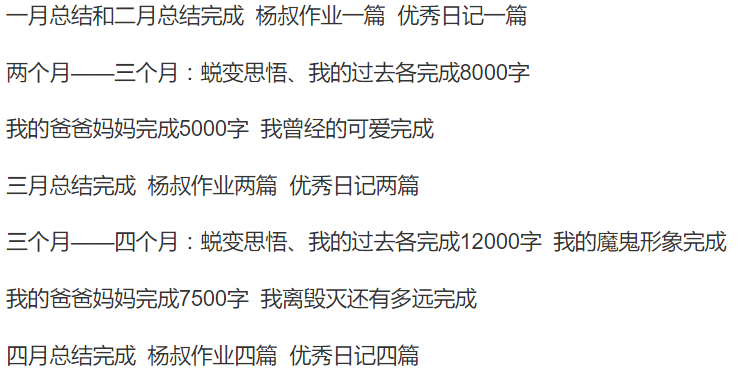 一月总结和二月总结完成 杨叔作业一篇 优秀日记一篇
两个月——三个月：蜕变思悟、我的过去各完成8000字
我的爸爸妈妈完成5000字 我曾经的可爱完成
三月总结完成 杨叔作业两篇 优秀日记两篇
三个月——四个月：蜕变思悟、我的过去各完成12000字 我的魔鬼形象完成
我的爸爸妈妈完成7500字 我离毁灭还有多远完成
四月总结完成 杨叔作业四篇 优秀日记四篇